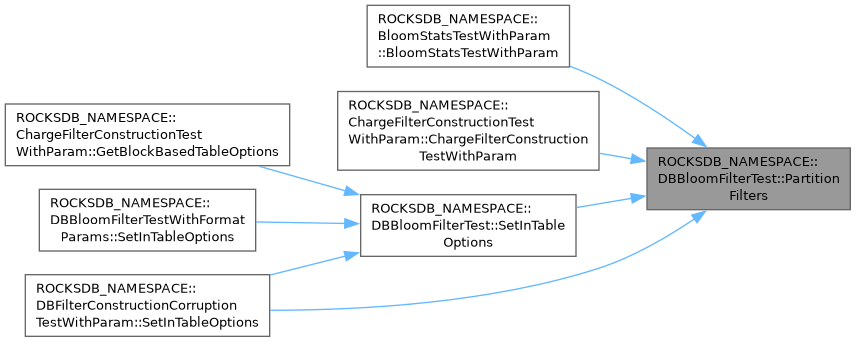 ROCKSDB_NAMESPACE::
BloomStatsTestWithParam
::BloomStatsTestWithParam
ROCKSDB_NAMESPACE::
ChargeFilterConstructionTest
WithParam::ChargeFilterConstruction
TestWithParam
ROCKSDB_NAMESPACE::
ChargeFilterConstructionTest
WithParam::GetBlockBasedTableOptions
ROCKSDB_NAMESPACE::
DBBloomFilterTest::Partition
Filters
ROCKSDB_NAMESPACE::
DBBloomFilterTestWithFormat
Params::SetInTableOptions
ROCKSDB_NAMESPACE::
DBBloomFilterTest::SetInTable
Options
ROCKSDB_NAMESPACE::
DBFilterConstructionCorruption
TestWithParam::SetInTableOptions